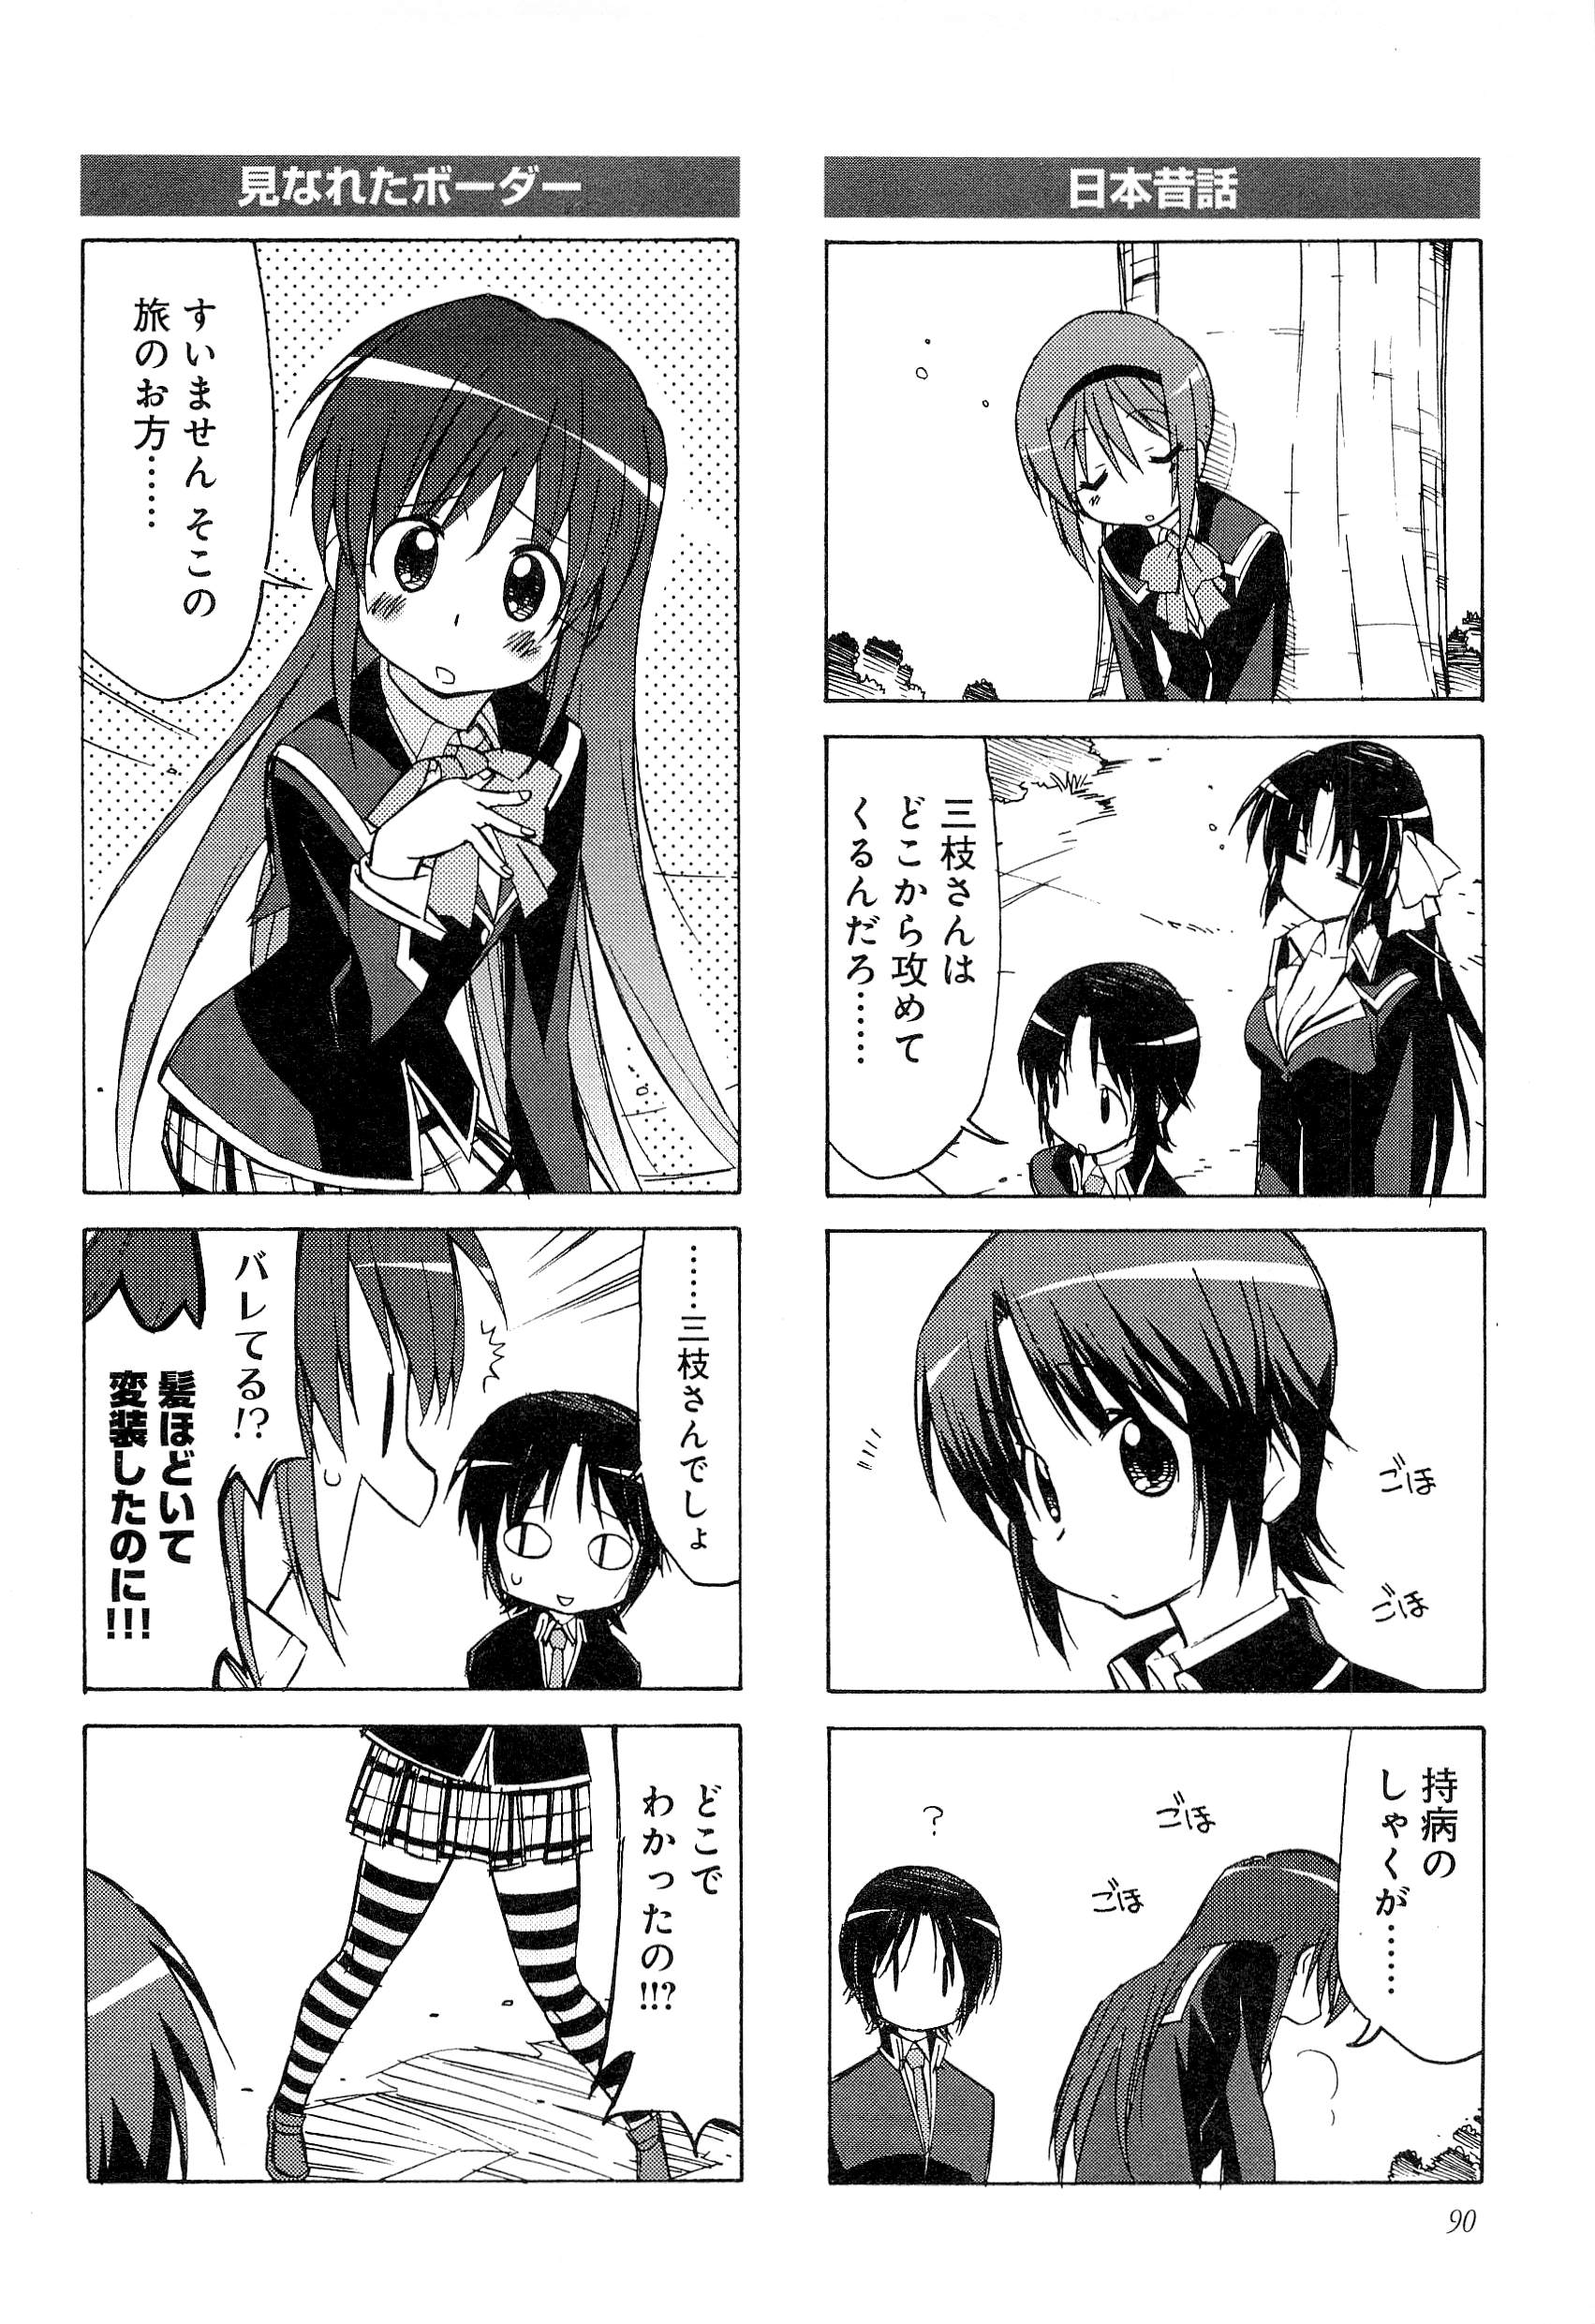 日本昔話
三枝さんは
どこから攻めて
くるんだろ……
ごほ
ごほ
持病の
しゃくが……
ごほ
ごほ
?
見なれたボーダー
すいません そこの
旅のお方……
……三枝さんでしょ
バレてる!?
髪ほどいて
変装したのに!!!
どこで
わかったの!!?
90